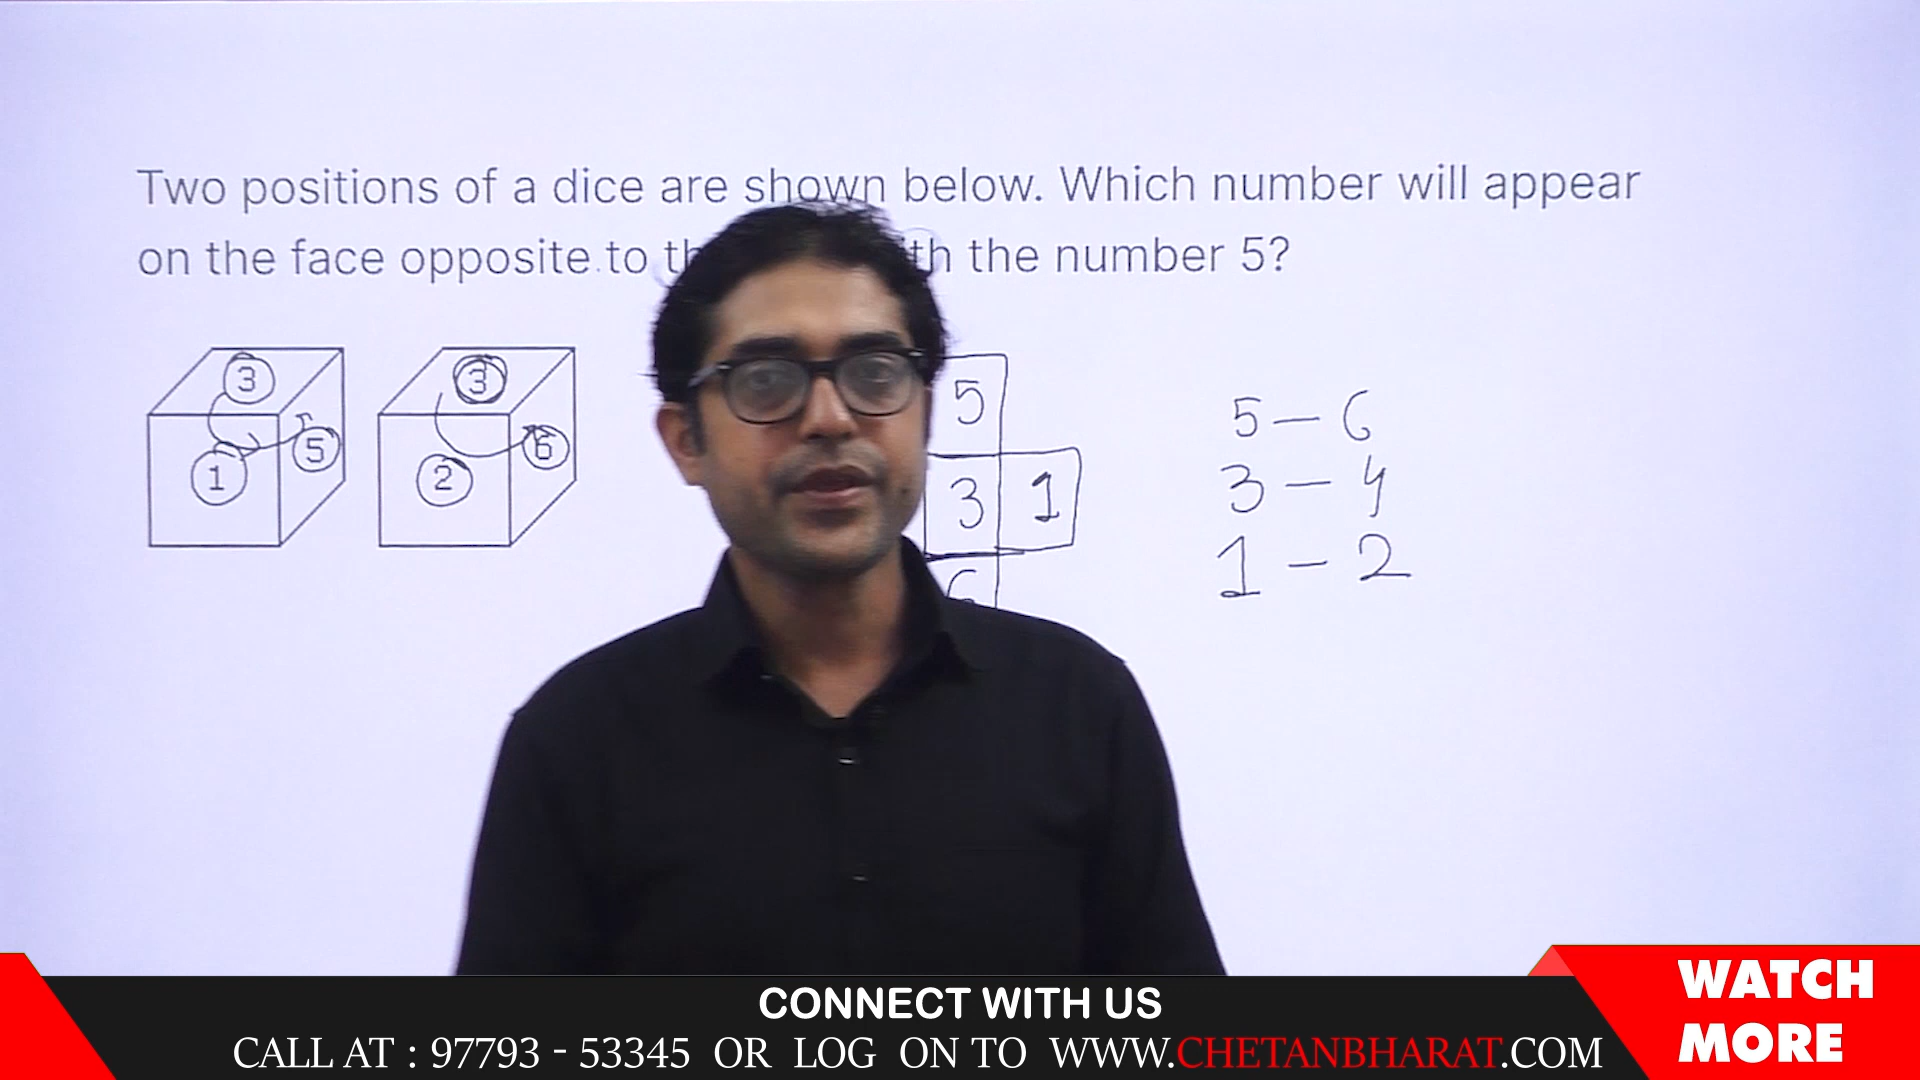 Two positions of a dice are shown below. Which number will appear
on the face opposite to th the number 5?
3
3
1
5
2
6
5
3 1
6
5 – 6
3 – 4
1 – 2
CONNECT WITH US
CALL AT : 97793 - 53345 OR LOG ON TO WWW.CHETANBHARAT.COM
WATCH
MORE